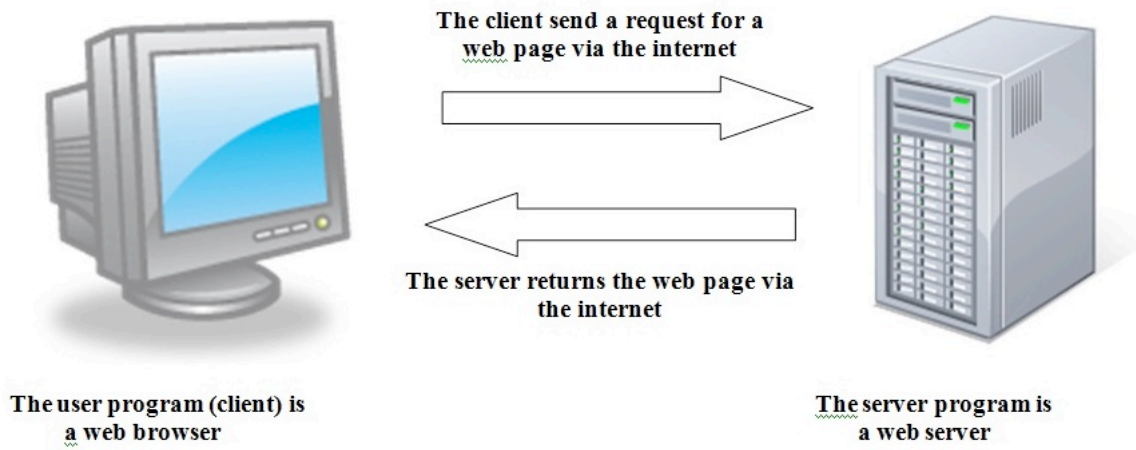 The client send a request for a
web page via the internet
The server returns the web page via
the internet
The user program (client) is
a web browser
The server program is
a web server